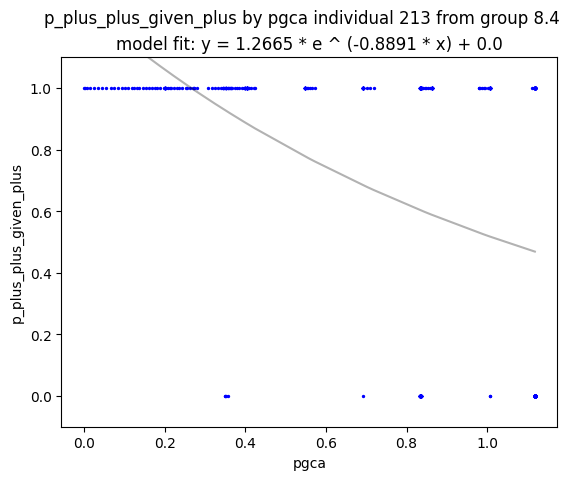 p_plus_plus_given_plus by pgca individual 213 from group 8.4
model fit: y = 1.2665 * e ^ (-0.8891 * x) + 0.0
p_plus_plus_given_plus
1.0
0.8
0.6
0.4
0.2
0.0
0.0 0.2 0.4 0.6 0.8 1.0
pgca